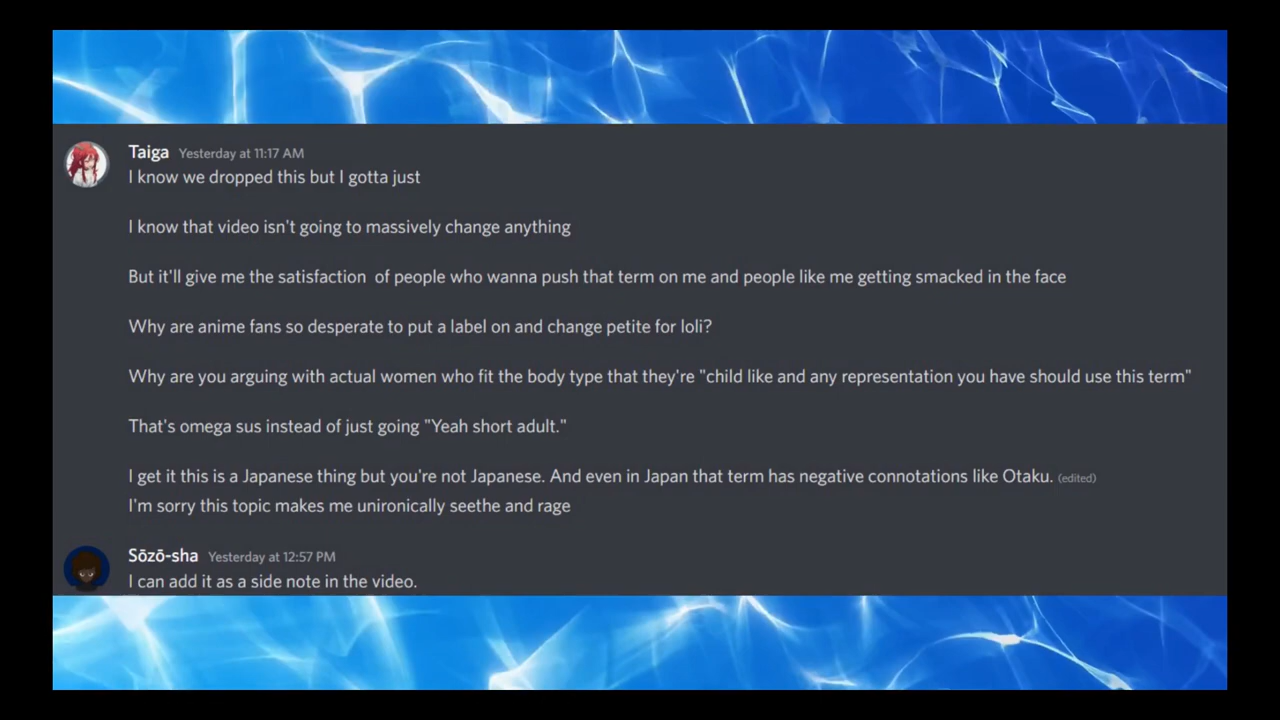 Taiga Yesterday at 11:17 AM
I know we dropped this but I gotta just
I know that video isn't going to massively change anything
But it'll give me the satisfaction  of people who wanna push that term on me and people like me getting smacked in the face
Why are anime fans so desperate to put a label on and change petite for loli?
Why are you arguing with actual women who fit the body type that they're "child like and any representation you have should use this term"
That's omega sus instead of just going "Yeah short adult."
I get it this is a Japanese thing but you're not Japanese. And even in Japan that term has negative connotations like Otaku. (edited)
I'm sorry this topic makes me unironically seethe and rage
Sōzō-sha Yesterday at 12:57 PM
I can add it as a side note in the video.